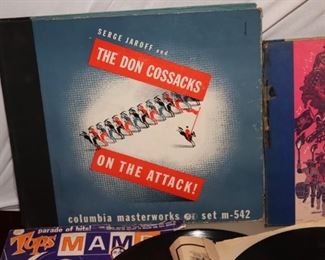 SERGE JAROFF and
THE DON COSSACKS
ON THE ATTACK!
columbia masterworks set m-542
parade of hits!
TOPS MAM